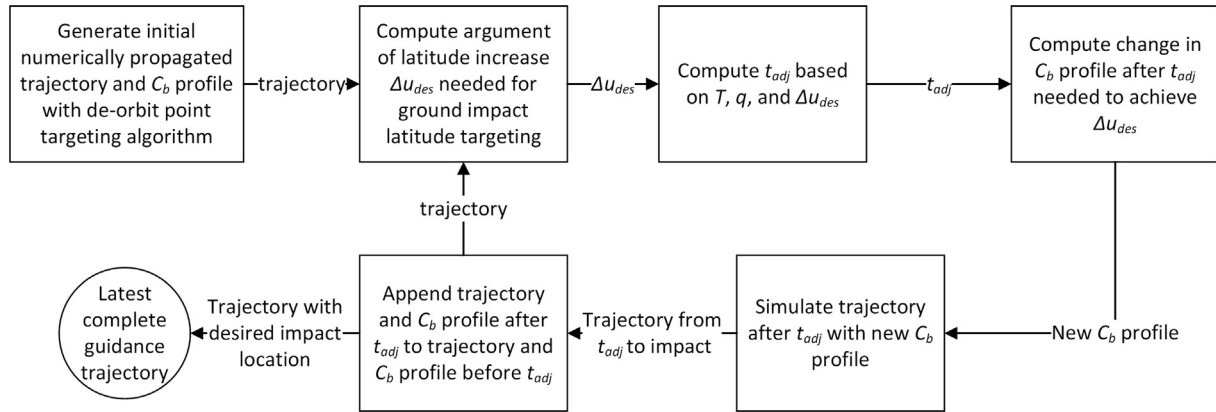 Generate initial
numerically propagated
trajectory and C_b profile
with de-orbit point
targeting algorithm
trajectory
Compute argument
of latitude increase
Δu_des needed for
ground impact
latitude targeting
Δu_des
Compute t_adj based
on T, q, and Δu_des
t_adj
Compute change in
C_b profile after t_adj
needed to achieve
Δu_des
New C_b profile
Simulate trajectory
after t_adj with new C_b
profile
Trajectory from
t_adj to impact
Append trajectory
and C_b profile after
t_adj to trajectory and
C_b profile before t_adj
trajectory
Trajectory with
desired impact
location
Latest
complete
guidance
trajectory